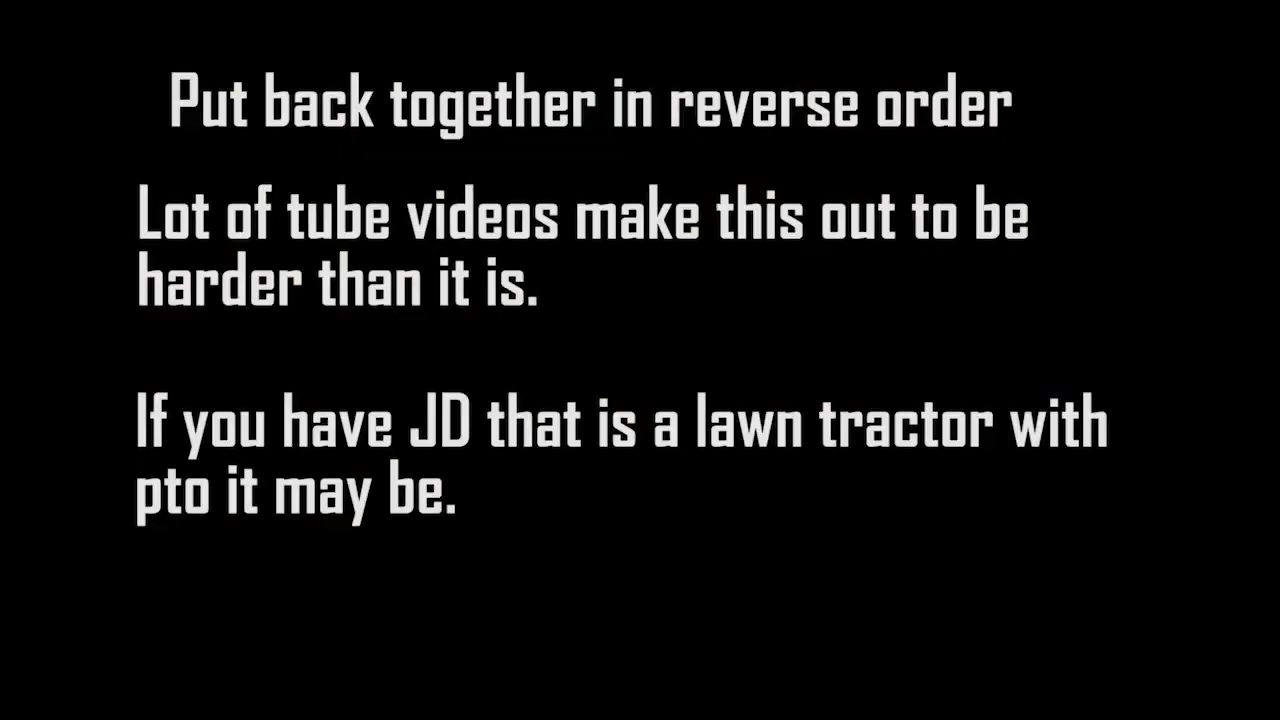 Put back together in reverse order
Lot of tube videos make this out to be
harder than it is.
If you have JD that is a lawn tractor with
pto it may be.